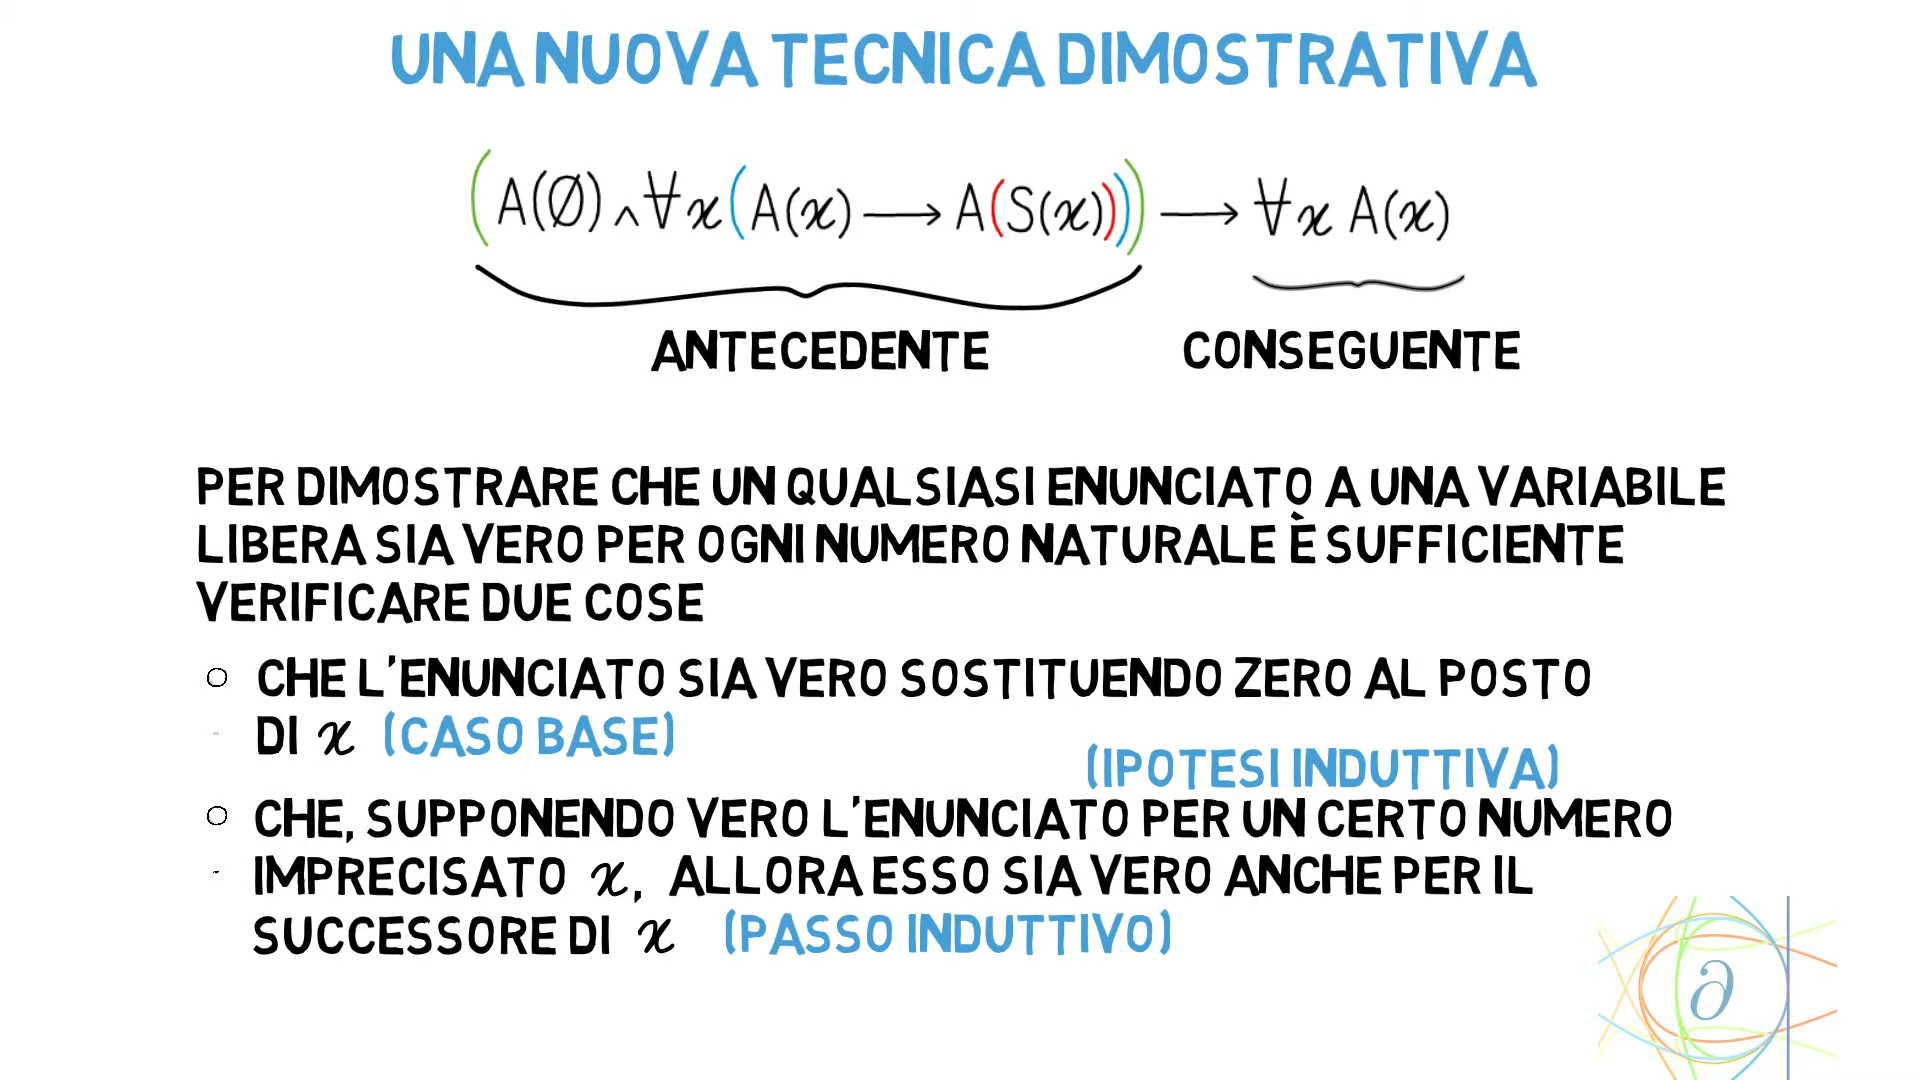 UNA NUOVA TECNICA DIMOSTRATIVA
(A(Ø) ∧ ∀x(A(x) → A(S(x)))) → ∀x A(x)
ANTECEDENTE CONSEGUENTE
PER DIMOSTRARE CHE UN QUALSIASI ENUNCIATO A UNA VARIABILE
LIBERA SIA VERO PER OGNI NUMERO NATURALE È SUFFICIENTE
VERIFICARE DUE COSE
○ CHE L'ENUNCIATO SIA VERO SOSTITUENDO ZERO AL POSTO
DI x (CASO BASE)
(IPOTESI INDUTTIVA)
○ CHE, SUPPONENDO VERO L'ENUNCIATO PER UN CERTO NUMERO
IMPRECISATO x, ALLORA ESSO SIA VERO ANCHE PER IL
SUCCESSORE DI x (PASSO INDUTTIVO)
∂